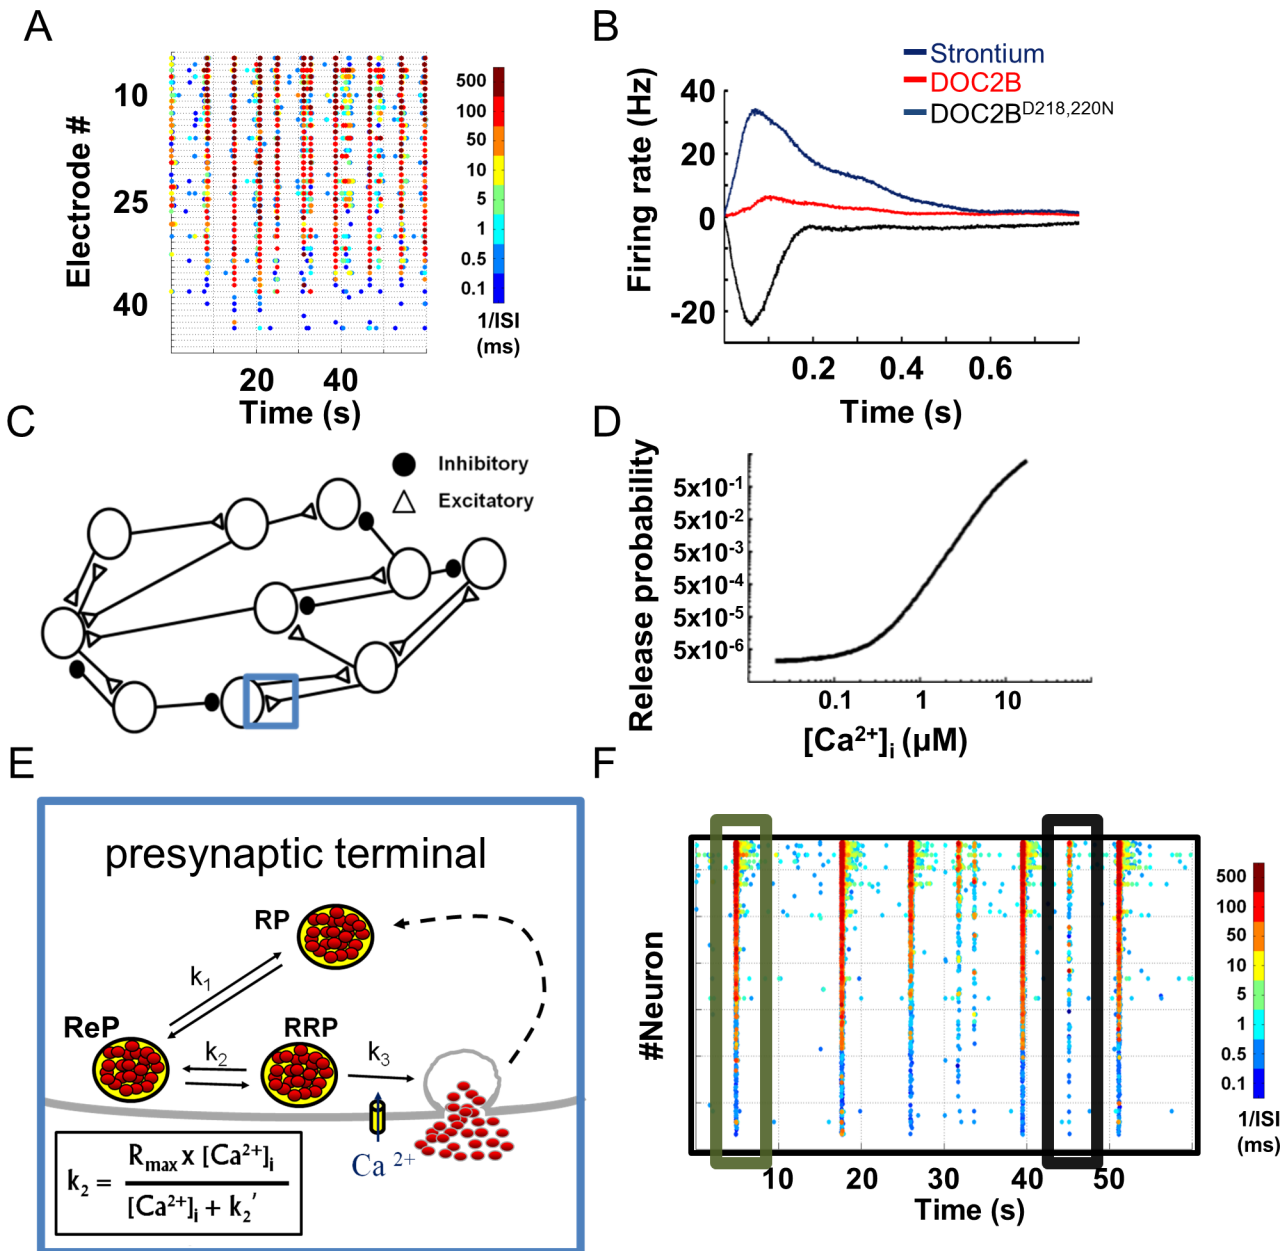 A
Electrode #
10
25
40
20 40
Time (s)
500
100
50
10
5
1
0.5
0.1
1/ISI
(ms)
B
Strontium
DOC2B
DOC2B^D218,220N
Firing rate (Hz)
40
20
0
-20
0.2 0.4 0.6
Time (s)
C
Inhibitory
Excitatory
D
Release probability
5x10^-1
5x10^-2
5x10^-3
5x10^-4
5x10^-5
5x10^-6
0.1 1 10
[Ca²⁺]i (µM)
E
presynaptic terminal
RP
k₁
ReP
RRP
k₂
k₃
Ca 2+
k₂ = Rmax x [Ca²⁺]i / [Ca²⁺]i + k₂′
F
#Neuron
10 20 30 40 50
Time (s)
500
100
50
10
5
1
0.5
0.1
1/ISI
(ms)